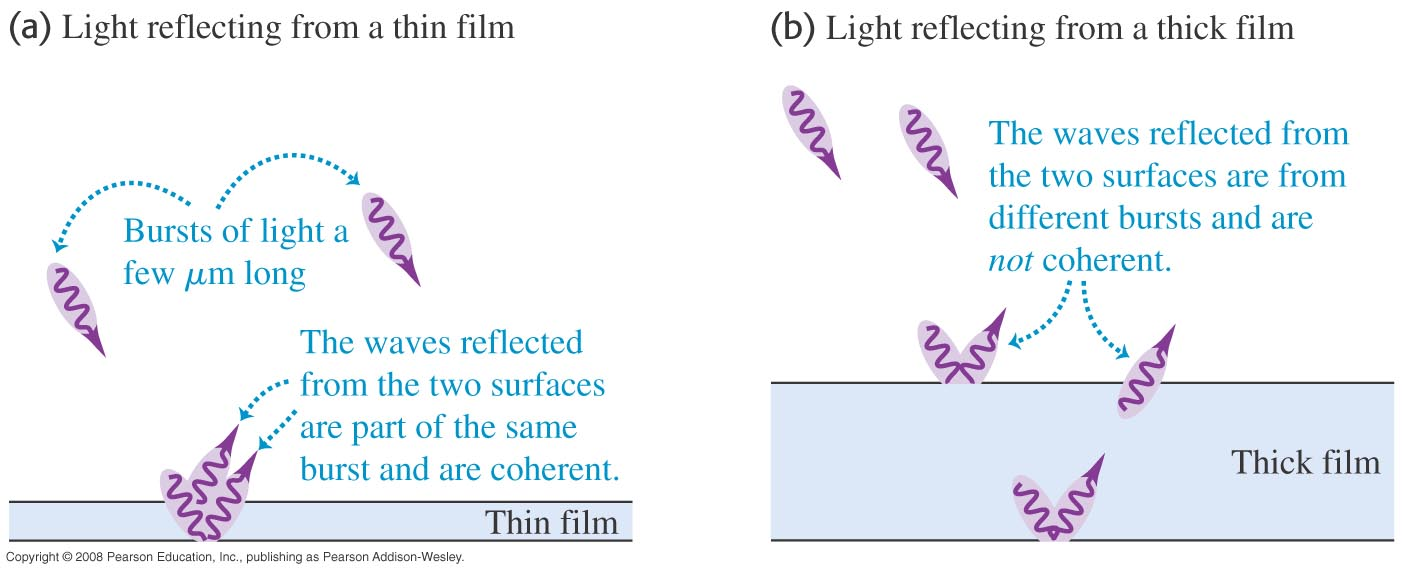 (a) Light reflecting from a thin film
Bursts of light a
few μm long
The waves reflected
from the two surfaces
are part of the same
burst and are coherent.
Thin film
(b) Light reflecting from a thick film
The waves reflected from
the two surfaces are from
different bursts and are
not coherent.
Thick film
Copyright © 2008 Pearson Education, Inc., publishing as Pearson Addison-Wesley.